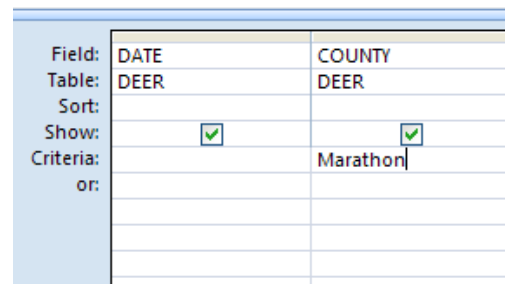 Field: DATE COUNTY
Table: DEER DEER
Sort:
Show:
Criteria: Marathon
or: